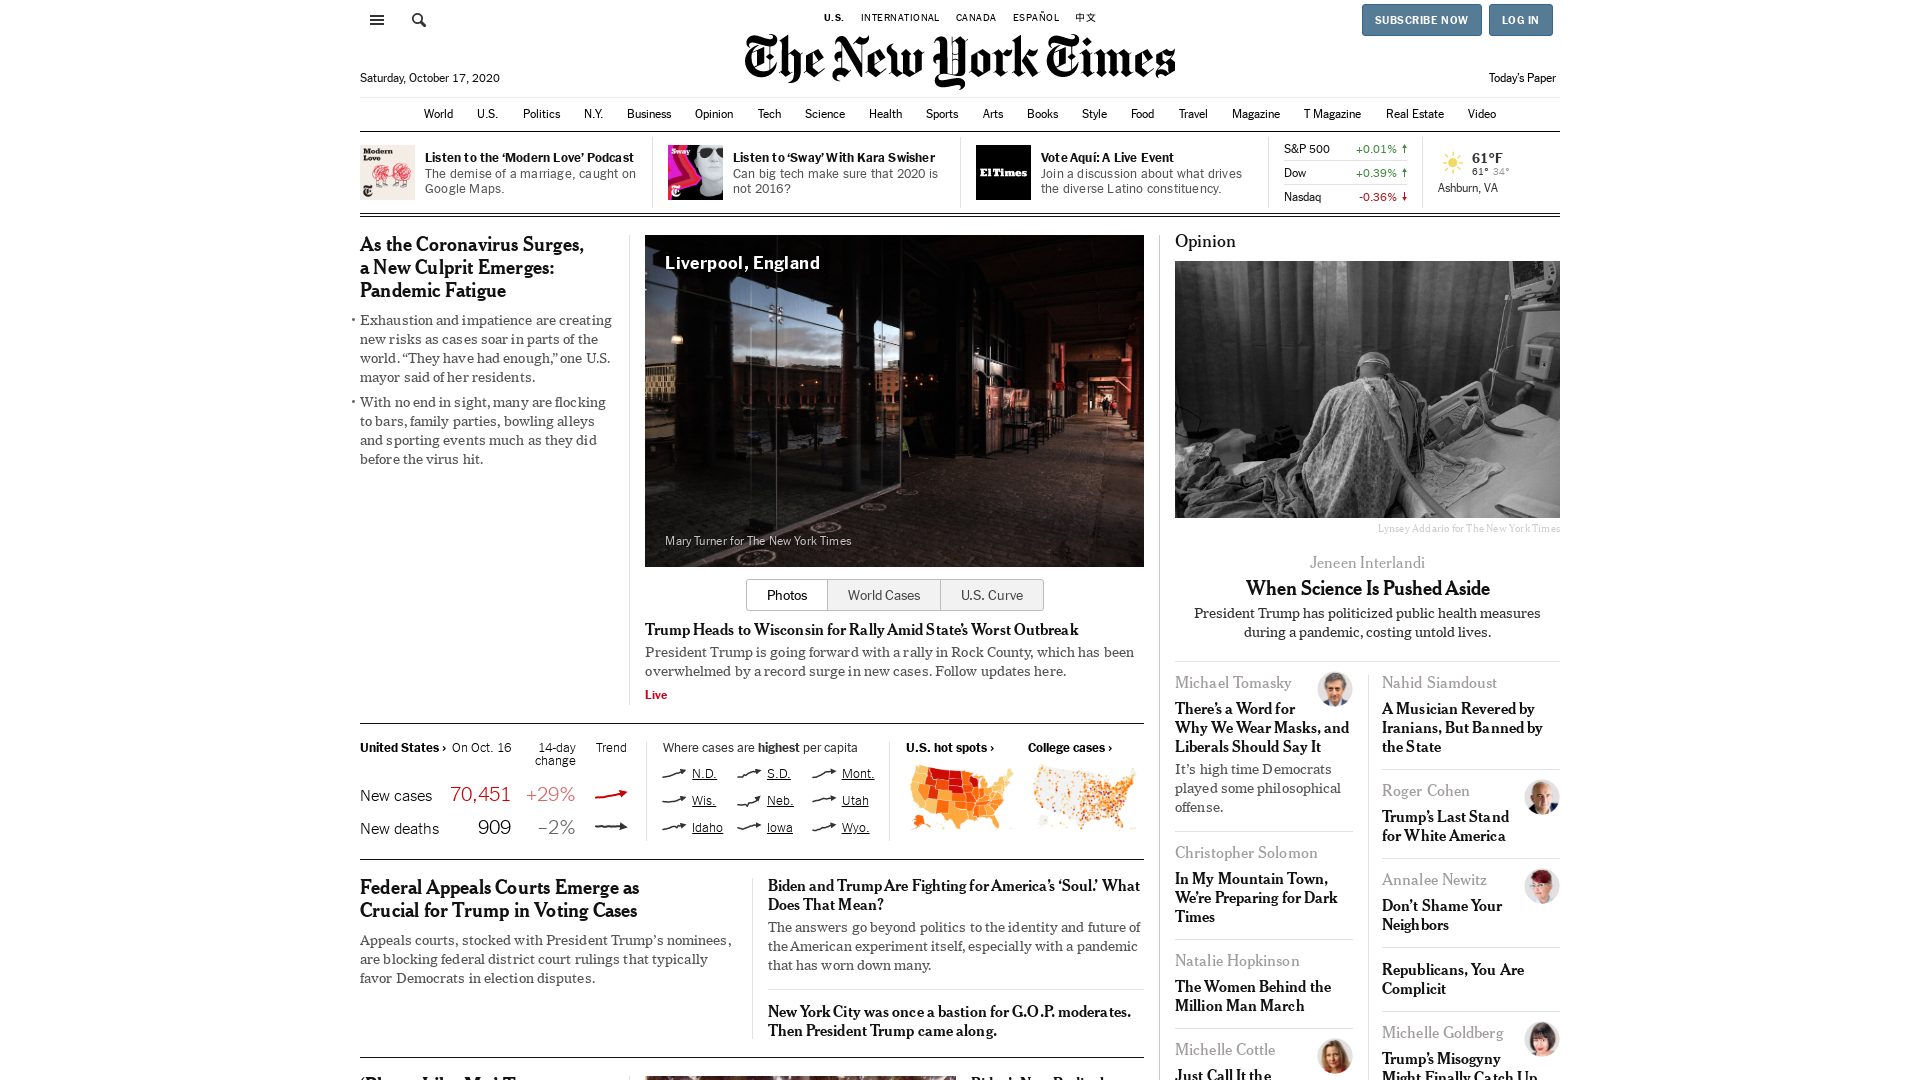 U.S. INTERNATIONAL CANADA ESPAÑOL 中文
SUBSCRIBE NOW
LOG IN
The New York Times
Saturday, October 17, 2020
Today's Paper
World U.S. Politics N.Y. Business Opinion Tech Science Health Sports Arts Books Style Food Travel Magazine T Magazine Real Estate Video
Modern
Love
Listen to the ‘Modern Love’ Podcast
The demise of a marriage, caught on
Google Maps.
Sway
Listen to ‘Sway’ With Kara Swisher
Can big tech make sure that 2020 is
not 2016?
El Times
Vote Aquí: A Live Event
Join a discussion about what drives
the diverse Latino constituency.
S&P 500 +0.01% ↑
Dow +0.39% ↑
Nasdaq -0.36% ↓
61°F
61° 34°
Ashburn, VA
As the Coronavirus Surges,
a New Culprit Emerges:
Pandemic Fatigue
• Exhaustion and impatience are creating
new risks as cases soar in parts of the
world. “They have had enough,” one U.S.
mayor said of her residents.
• With no end in sight, many are flocking
to bars, family parties, bowling alleys
and sporting events much as they did
before the virus hit.
Liverpool, England
Mary Turner for The New York Times
Photos World Cases U.S. Curve
Trump Heads to Wisconsin for Rally Amid State’s Worst Outbreak
President Trump is going forward with a rally in Rock County, which has been
overwhelmed by a record surge in new cases. Follow updates here.
Live
United States › On Oct. 16 14-day
change Trend
New cases 70,451 +29%
New deaths 909 –2%
Where cases are highest per capita
N.D. S.D. Mont.
Wis. Neb. Utah
Idaho Iowa Wyo.
U.S. hot spots ›
College cases ›
Federal Appeals Courts Emerge as
Crucial for Trump in Voting Cases
Appeals courts, stocked with President Trump’s nominees,
are blocking federal district court rulings that typically
favor Democrats in election disputes.
Biden and Trump Are Fighting for America’s ‘Soul.’ What
Does That Mean?
The answers go beyond politics to the identity and future of
the American experiment itself, especially with a pandemic
that has worn down many.
New York City was once a bastion for G.O.P. moderates.
Then President Trump came along.
Opinion
Lynsey Addario for The New York Times
Jeneen Interlandi
When Science Is Pushed Aside
President Trump has politicized public health measures
during a pandemic, costing untold lives.
Michael Tomasky
There’s a Word for
Why We Wear Masks, and
Liberals Should Say It
It’s high time Democrats
played some philosophical
offense.
Christopher Solomon
In My Mountain Town,
We’re Preparing for Dark
Times
Natalie Hopkinson
The Women Behind the
Million Man March
Michelle Cottle
Just Call It the
Nahid Siamdoust
A Musician Revered by
Iranians, But Banned by
the State
Roger Cohen
Trump’s Last Stand
for White America
Annalee Newitz
Don’t Shame Your
Neighbors
Republicans, You Are
Complicit
Michelle Goldberg
Trump’s Misogyny
Might Finally Catch Up